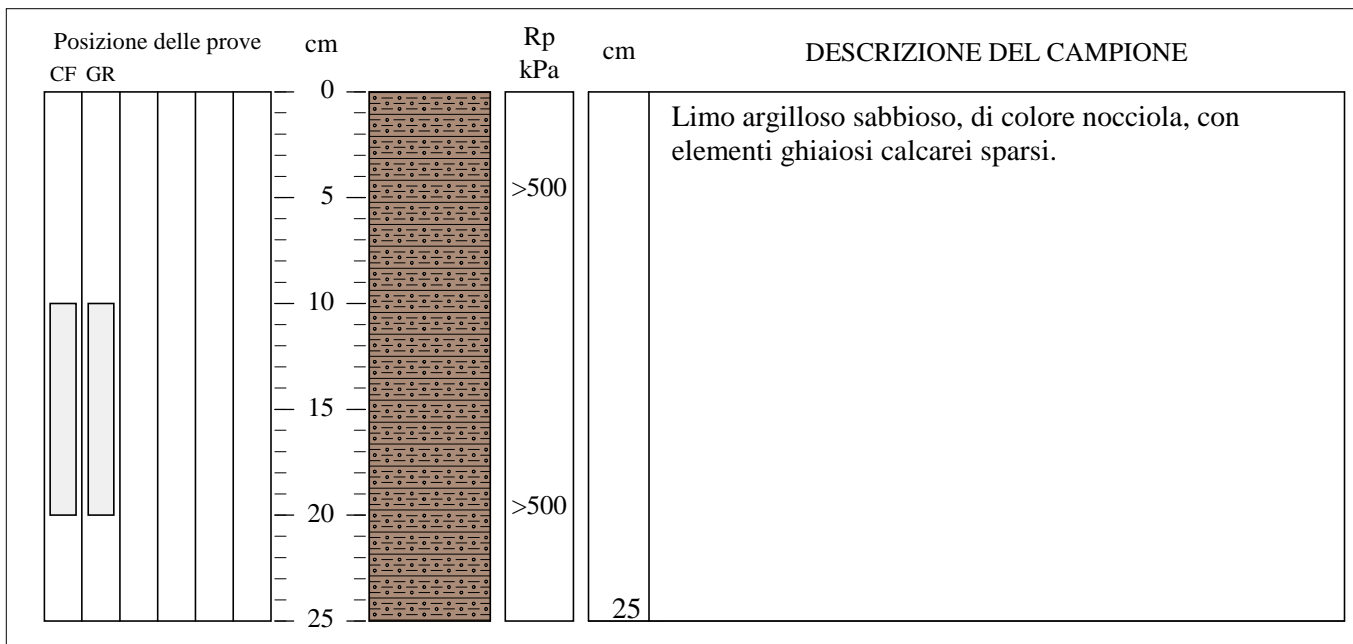 Posizione delle prove
CF GR
cm
Rp
kPa
cm
DESCRIZIONE DEL CAMPIONE
0
5
10
15
20
25
>500
>500
25
Limo argilloso sabbioso, di colore nocciola, con
elementi ghiaiosi calcarei sparsi.